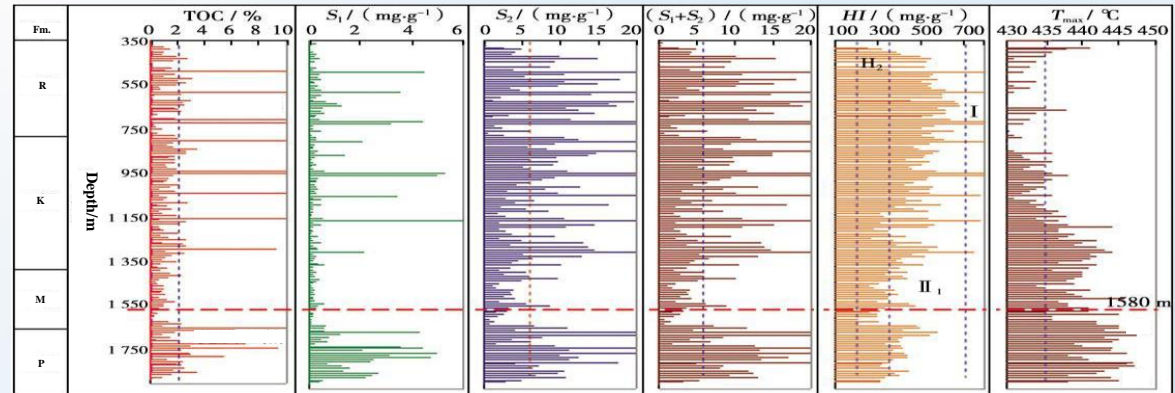 Fm.
TOC / %
S₁ / ( mg·g⁻¹)
S₂ / ( mg·g⁻¹)
( S₁+S₂ ) / ( mg·g⁻¹)
HI / ( mg·g⁻¹)
Tmax / °C
0 2 4 6 8 10
0 2 4 6
0 5 10 15 20
0 5 10 15 20
100 300 500 700
430 435 440 445 450
Depth/m
350
550
750
950
1 150
1 350
1 550
1 750
R
K
M
P
H₂
I
Ⅱ₁
1580 m